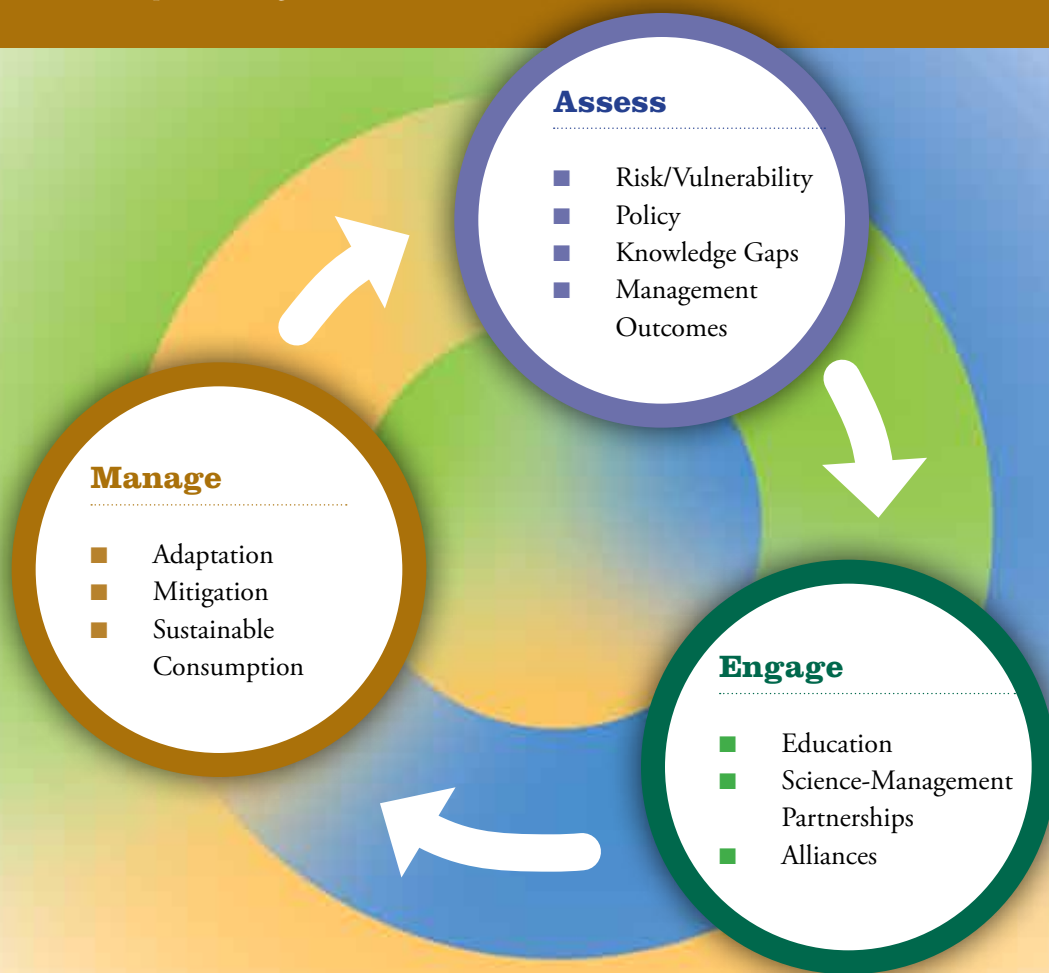 Assess
■ Risk/Vulnerability
■ Policy
■ Knowledge Gaps
■ Management
Outcomes
Manage
■ Adaptation
■ Mitigation
■ Sustainable
Consumption
Engage
■ Education
■ Science-Management
Partnerships
■ Alliances